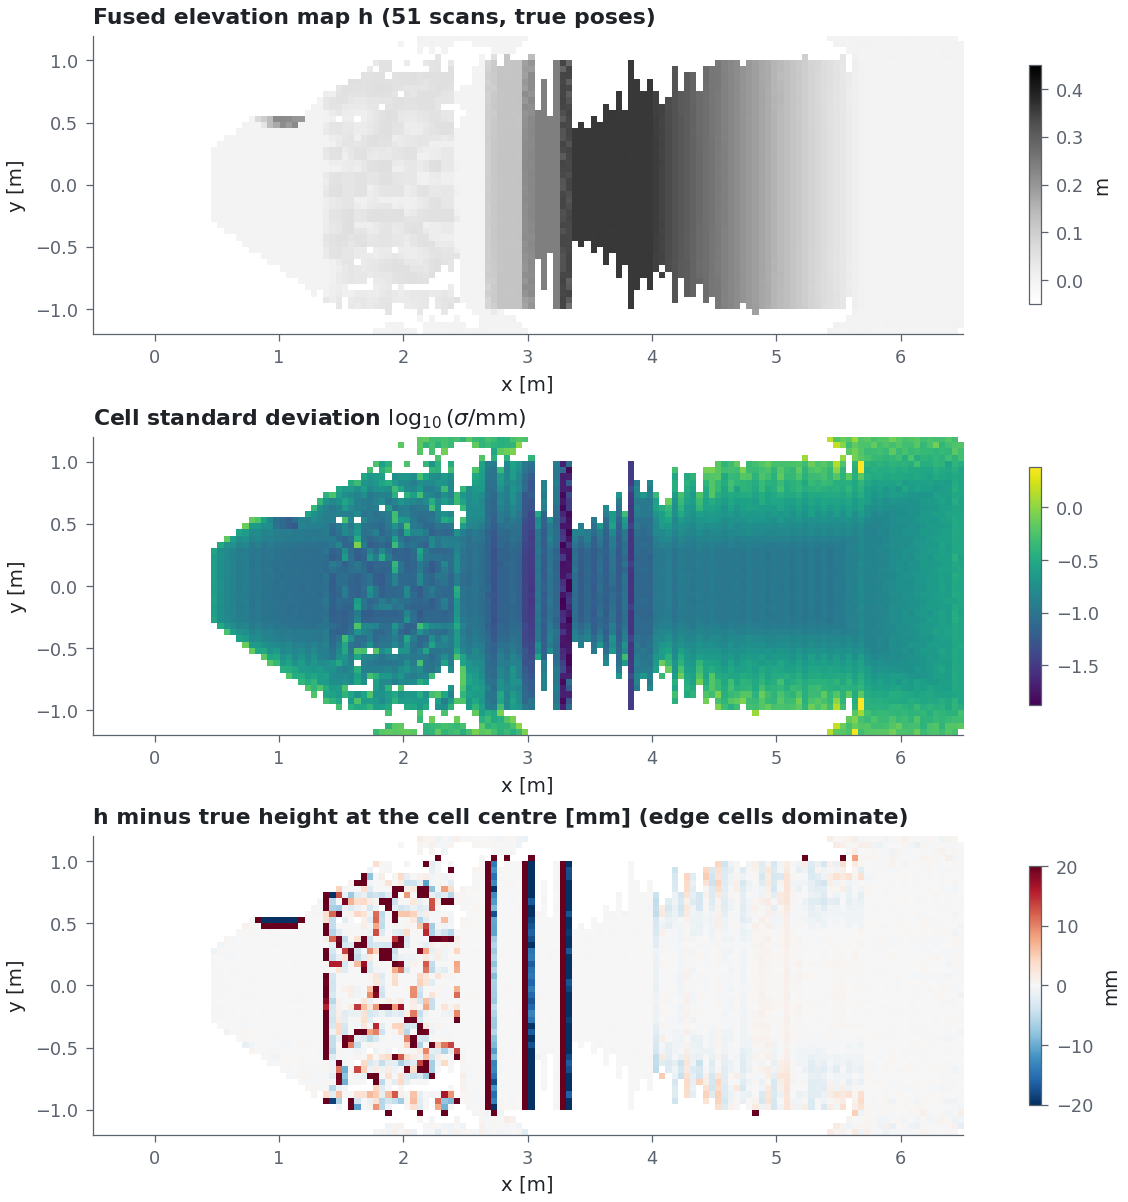 Fused elevation map h (51 scans, true poses)
1.0
0.5
0.0
−0.5
−1.0
y [m]
0 1 2 3 4 5 6
x [m]
0.4
0.3
0.2
0.1
0.0
m
Cell standard deviation log₁₀(σ/mm)
1.0
0.5
0.0
−0.5
−1.0
y [m]
0 1 2 3 4 5 6
x [m]
0.0
−0.5
−1.0
−1.5
h minus true height at the cell centre [mm] (edge cells dominate)
1.0
0.5
0.0
−0.5
−1.0
y [m]
0 1 2 3 4 5 6
x [m]
20
10
0
−10
−20
mm